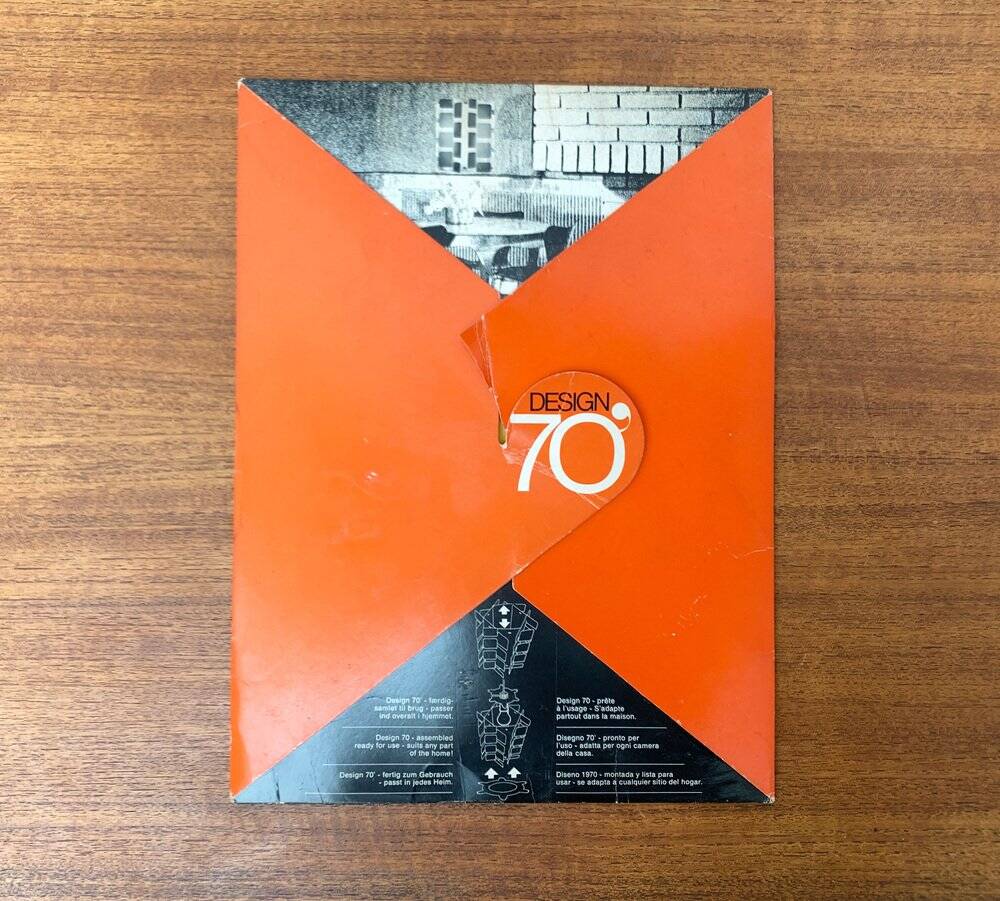 DESIGN
70'
Design 70' - færdig-
samlet til brug - passer
ind overalt i hjemmet.
Design 70 - assembled
ready for use - suits any part
of the home!
Design 70' - fertig zum Gebrauch
- passt in jedes Heim.
Design 70 - prête
à l'usage - S'adapte
partout dans la maison.
Disegno 70' - pronto per
l'uso - adatta per ogni camera
della casa.
Diseno 1970 - montada y lista para
usar - se adapta a cualquier sitio del hogar.